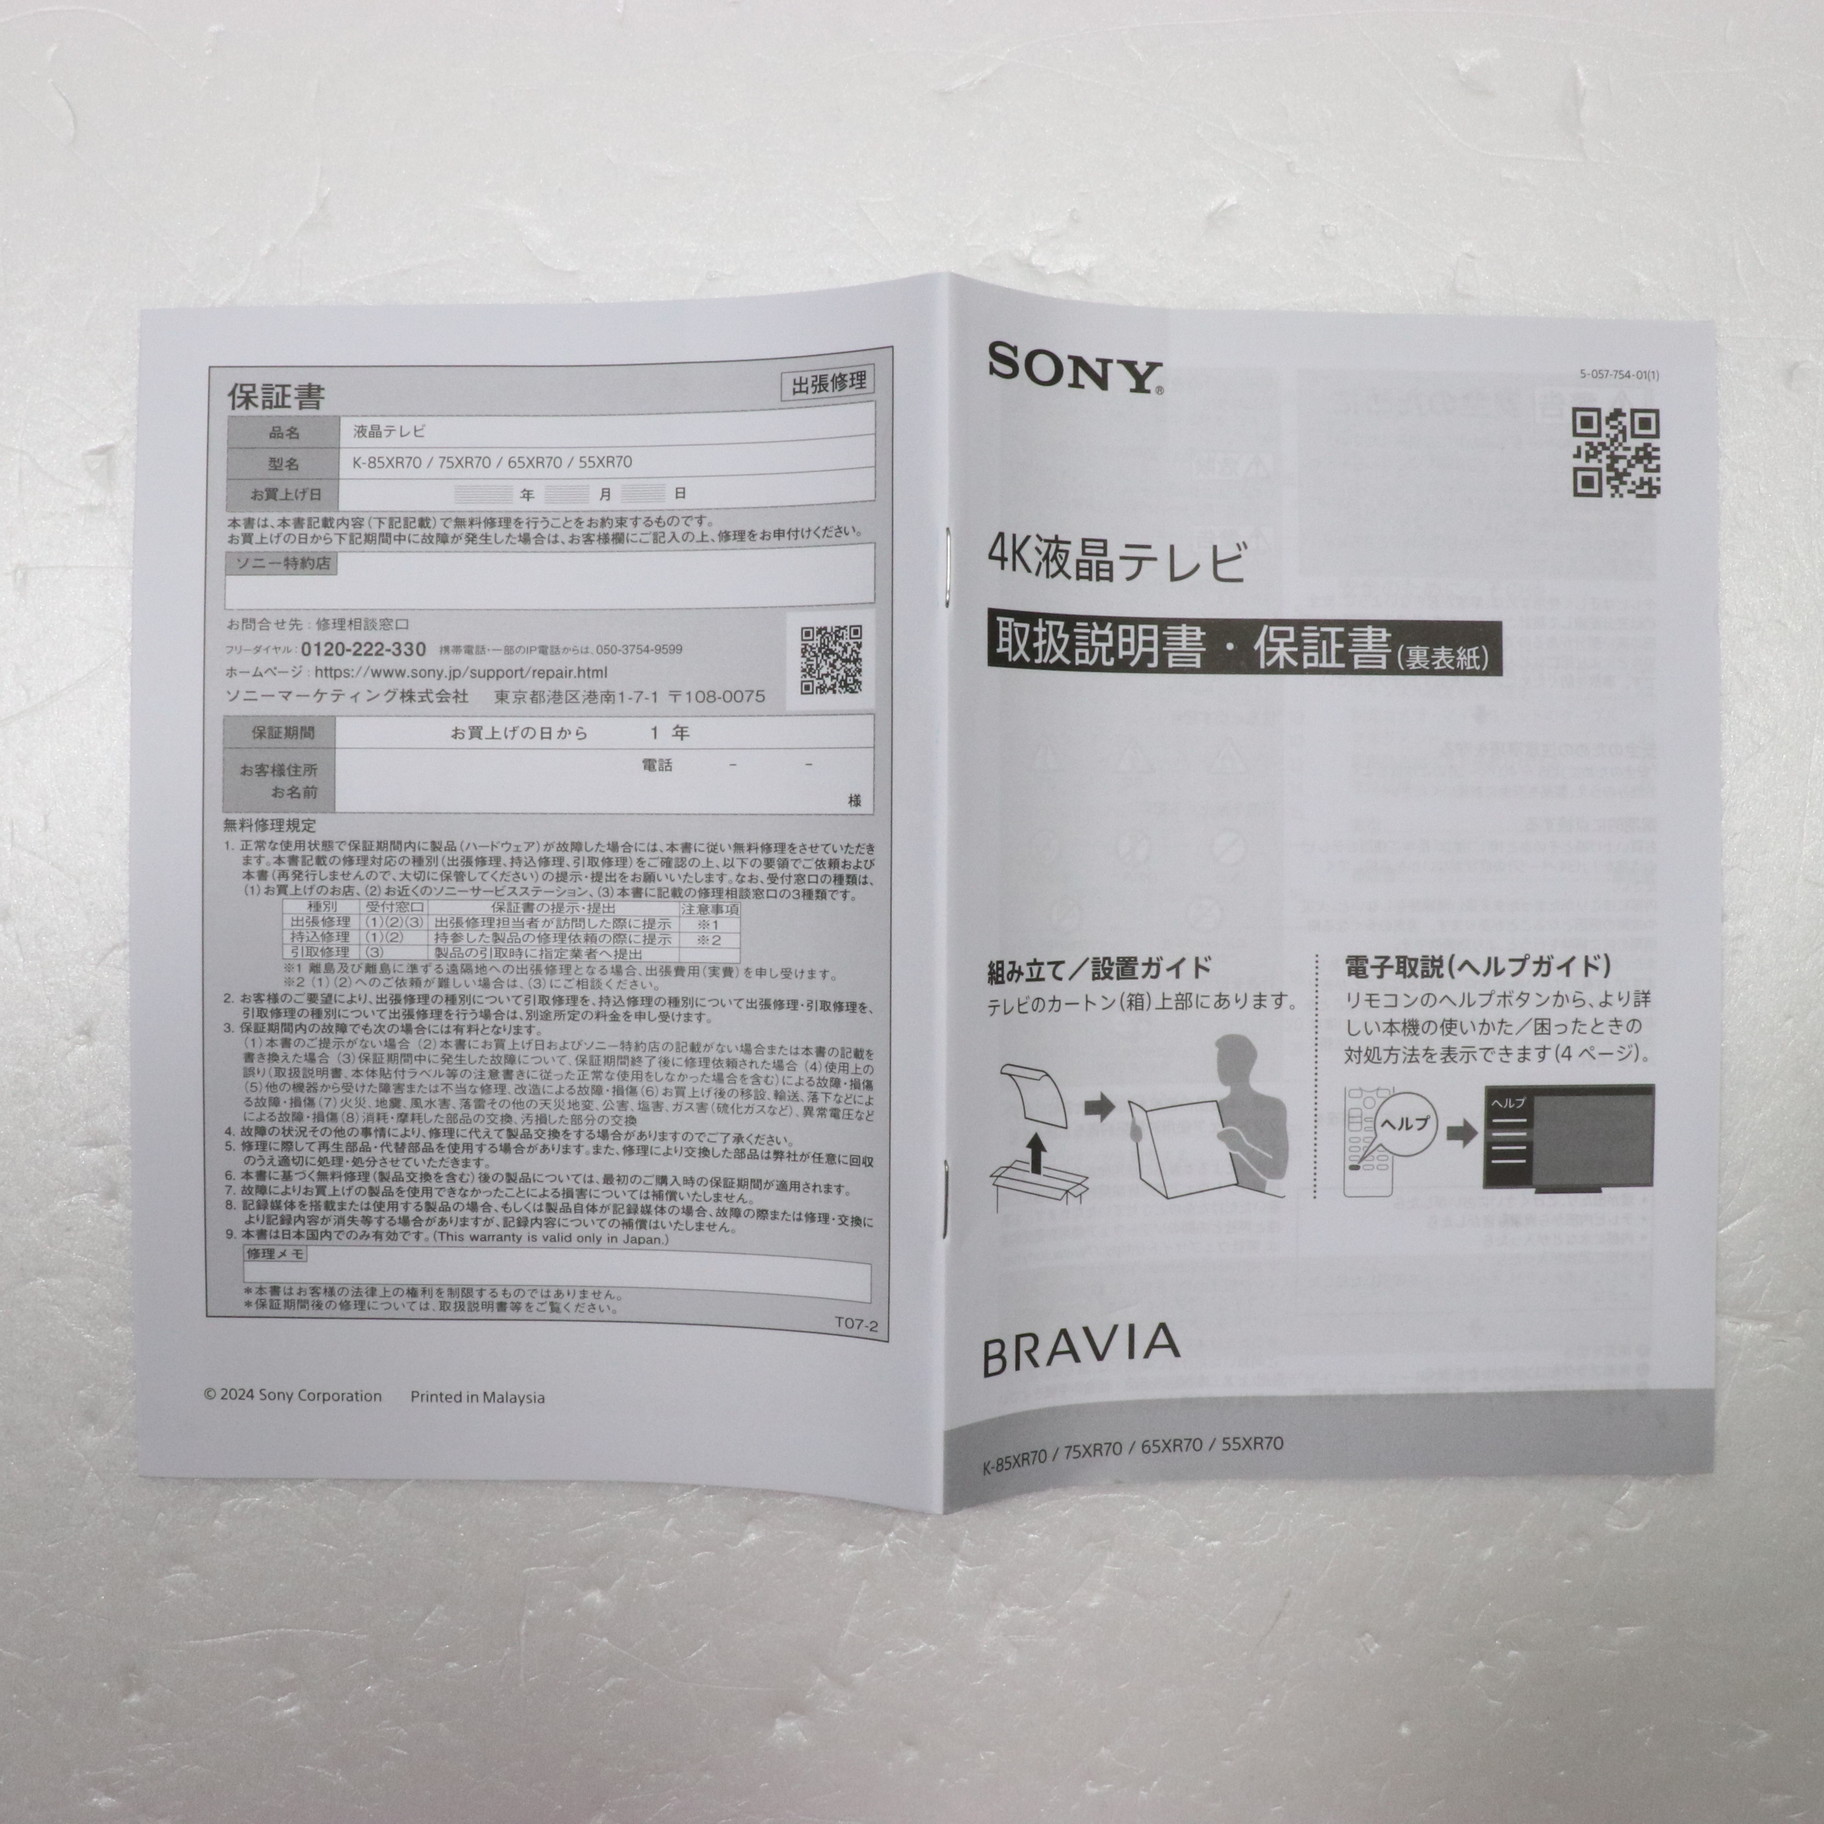 保証書
出張修理
品名 液晶テレビ
型名 K-85XR70 / 75XR70 / 65XR70 / 55XR70
お買上げ日 年 月 日
本書は、本書記載内容(下記記載)で無料修理を行うことをお約束するものです。
お買上げの日から下記期間中に故障が発生した場合は、お客様欄にご記入の上、修理をお申付けください。
ソニー特約店
お問合せ先：修理相談窓口
フリーダイヤル：0120-222-330 携帯電話・一部のIP電話からは、050-3754-9599
ホームページ：https://www.sony.jp/support/repair.html
ソニーマーケティング株式会社 東京都港区港南1-7-1 〒108-0075
保証期間 お買上げの日から 1 年
お客様住所 電話 - -
お名前 様
無料修理規定
1. 正常な使用状態で保証期間内に製品(ハードウェア)が故障した場合には、本書に従い無料修理をさせていただき
ます。本書記載の修理対応の種別(出張修理、持込修理、引取修理)をご確認の上、以下の要領でご依頼および
本書(再発行しませんので、大切に保管してください)の提示・提出をお願いいたします。なお、受付窓口の種類は、
(1)お買上げのお店、(2)お近くのソニーサービスステーション、(3)本書に記載の修理相談窓口の3種類です。
種別 受付窓口 保証書の提示・提出 注意事項
出張修理 (1)(2)(3) 出張修理担当者が訪問した際に提示 ※1
持込修理 (1)(2) 持参した製品の修理依頼の際に提示 ※2
引取修理 (3) 製品の引取時に指定業者へ提出
※1 離島及び離島に準ずる遠隔地への出張修理となる場合、出張費用(実費)を申し受けます。
※2 (1)(2)へのご依頼が難しい場合は、(3)にご相談ください。
2. お客様のご要望により、出張修理の種別について引取修理を、持込修理の種別について出張修理・引取修理を、
引取修理の種別について出張修理を行う場合は、別途所定の料金を申し受けます。
3. 保証期間内の故障でも次の場合には有料となります。
(1)本書のご提示がない場合 (2)本書にお買上げ日およびソニー特約店の記載がない場合または本書の記載を
書き換えた場合 (3)保証期間中に発生した故障について、保証期間終了後に修理依頼された場合 (4)使用上の
誤り(取扱説明書、本体貼付ラベル等の注意書きに従った正常な使用をしなかった場合を含む)による故障・損傷
(5)他の機器から受けた障害または不当な修理、改造による故障・損傷(6)お買上げ後の移設、輸送、落下などによ
る故障・損傷(7)火災、地震、風水害、落雷その他の天災地変、公害、塩害、ガス害(硫化ガスなど)、異常電圧など
による故障・損傷(8)消耗・摩耗した部品の交換、汚損した部分の交換
4. 故障の状況その他の事情により、修理に代えて製品交換をする場合がありますのでご了承ください。
5. 修理に際して再生部品・代替部品を使用する場合があります。また、修理により交換した部品は弊社が任意に回収
のうえ適切に処理・処分させていただきます。
6. 本書に基づく無料修理(製品交換を含む)後の製品については、最初のご購入時の保証期間が適用されます。
7. 故障によりお買上げの製品を使用できなかったことによる損害については補償いたしません。
8. 記録媒体を搭載または使用する製品の場合、もしくは製品自体が記録媒体の場合、故障の際または修理・交換に
より記録内容が消失等する場合がありますが、記録内容についての補償はいたしません。
9. 本書は日本国内でのみ有効です。(This warranty is valid only in Japan.)
修理メモ
＊本書はお客様の法律上の権利を制限するものではありません。
＊保証期間後の修理については、取扱説明書等をご覧ください。
T07-2
© 2024 Sony Corporation Printed in Malaysia
SONY®
5-057-754-01(1)
4K液晶テレビ
取扱説明書・保証書(裏表紙)
組み立て／設置ガイド
テレビのカートン(箱)上部にあります。
電子取説(ヘルプガイド)
リモコンのヘルプボタンから、より詳
しい本機の使いかた／困ったときの
対処方法を表示できます(4 ページ)。
ヘルプ
ヘルプ
BRAVIA
K-85XR70 / 75XR70 / 65XR70 / 55XR70